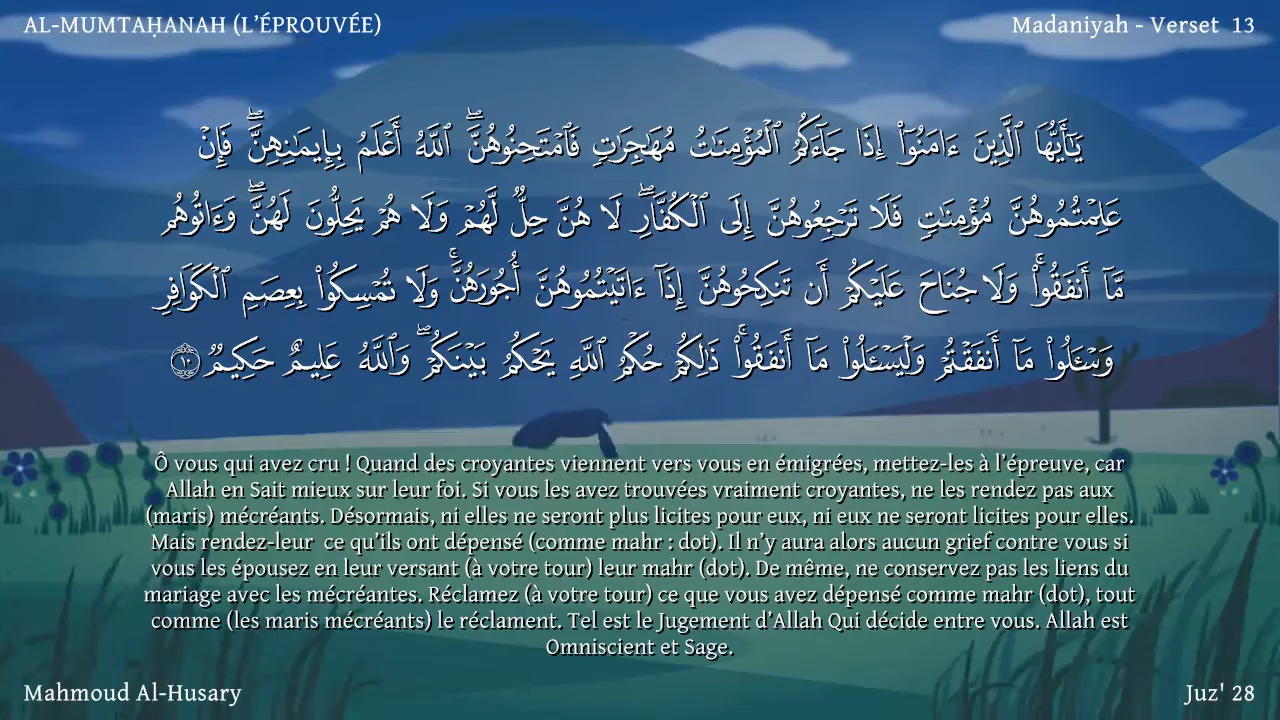 AL-MUMTAḤANAH (L’ÉPROUVÉE)
Madaniyah - Verset 13
يَـٰٓأَيُّهَا ٱلَّذِينَ ءَامَنُوٓا۟ إِذَا جَآءَكُمُ ٱلْمُؤْمِنَـٰتُ مُهَـٰجِرَٰتٍ فَٱمْتَحِنُوهُنَّ ۖ ٱللَّهُ أَعْلَمُ بِإِيمَـٰنِهِنَّ ۖ فَإِنْ
عَلِمْتُمُوهُنَّ مُؤْمِنَـٰتٍ فَلَا تَرْجِعُوهُنَّ إِلَى ٱلْكُفَّارِ ۖ لَا هُنَّ حِلٌّ لَّهُمْ وَلَا هُمْ يَحِلُّونَ لَهُنَّ ۖ وَءَاتُوهُم
مَّآ أَنفَقُوا۟ ۚ وَلَا جُنَاحَ عَلَيْكُمْ أَن تَنكِحُوهُنَّ إِذَآ ءَاتَيْتُمُوهُنَّ أُجُورَهُنَّ ۚ وَلَا تُمْسِكُوا۟ بِعِصَمِ ٱلْكَوَافِرِ
وَسْـَٔلُوا۟ مَآ أَنفَقْتُمْ وَلْيَسْـَٔلُوا۟ مَآ أَنفَقُوا۟ ۚ ذَٰلِكُمْ حُكْمُ ٱللَّهِ يَحْكُمُ بَيْنَكُمْ ۖ وَٱللَّهُ عَلِيمٌ حَكِيمٌ ١٠
Ô vous qui avez cru ! Quand des croyantes viennent vers vous en émigrées, mettez-les à l’épreuve, car
Allah en Sait mieux sur leur foi. Si vous les avez trouvées vraiment croyantes, ne les rendez pas aux
(maris) mécréants. Désormais, ni elles ne seront plus licites pour eux, ni eux ne seront licites pour elles.
Mais rendez-leur ce qu’ils ont dépensé (comme mahr : dot). Il n’y aura alors aucun grief contre vous si
vous les épousez en leur versant (à votre tour) leur mahr (dot). De même, ne conservez pas les liens du
mariage avec les mécréantes. Réclamez (à votre tour) ce que vous avez dépensé comme mahr (dot), tout
comme (les maris mécréants) le réclament. Tel est le Jugement d’Allah Qui décide entre vous. Allah est
Omniscient et Sage.
Mahmoud Al-Husary
Juz' 28